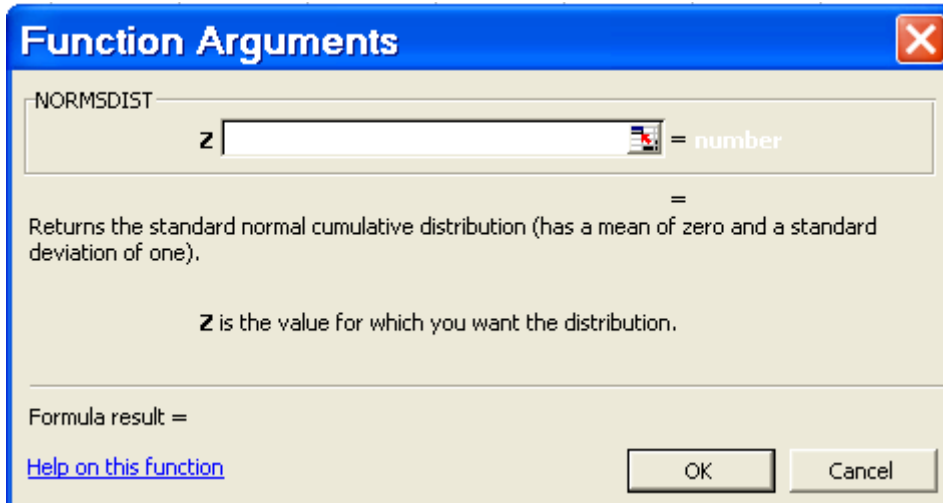 Function Arguments
NORMSDIST
Z = number
=
Returns the standard normal cumulative distribution (has a mean of zero and a standard
deviation of one).
Z is the value for which you want the distribution.
Formula result =
Help on this function
OK Cancel